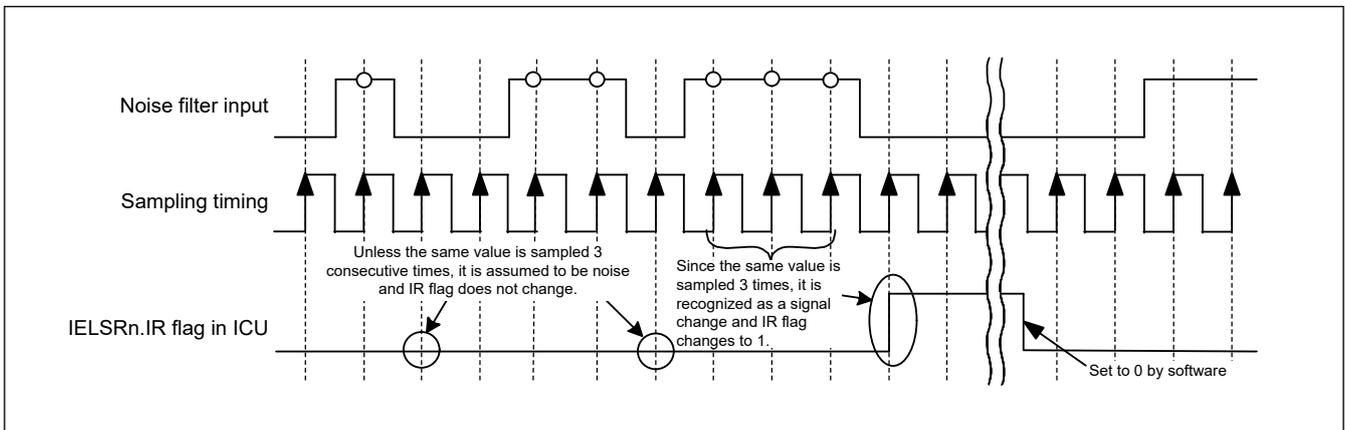 Noise filter input
Sampling timing
Unless the same value is sampled 3
consecutive times, it is assumed to be noise
and IR flag does not change.
Since the same value is
sampled 3 times, it is
recognized as a signal
change and IR flag
changes to 1.
IELSRn.IR flag in ICU
Set to 0 by software